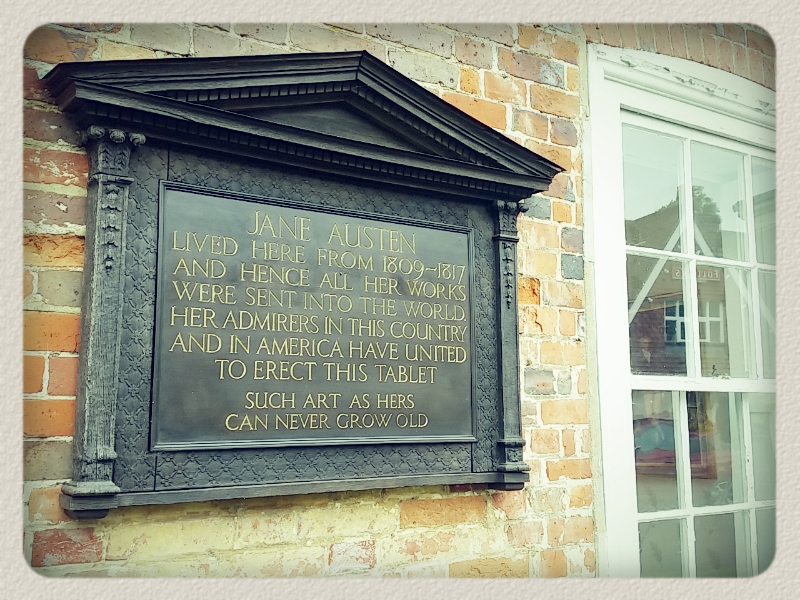 JANE AUSTEN
LIVED HERE FROM 1809~1817
AND HENCE ALL HER WORKS
WERE SENT INTO THE WORLD.
HER ADMIRERS IN THIS COUNTRY
AND IN AMERICA HAVE UNITED
TO ERECT THIS TABLET
SUCH ART AS HERS
CAN NEVER GROW OLD